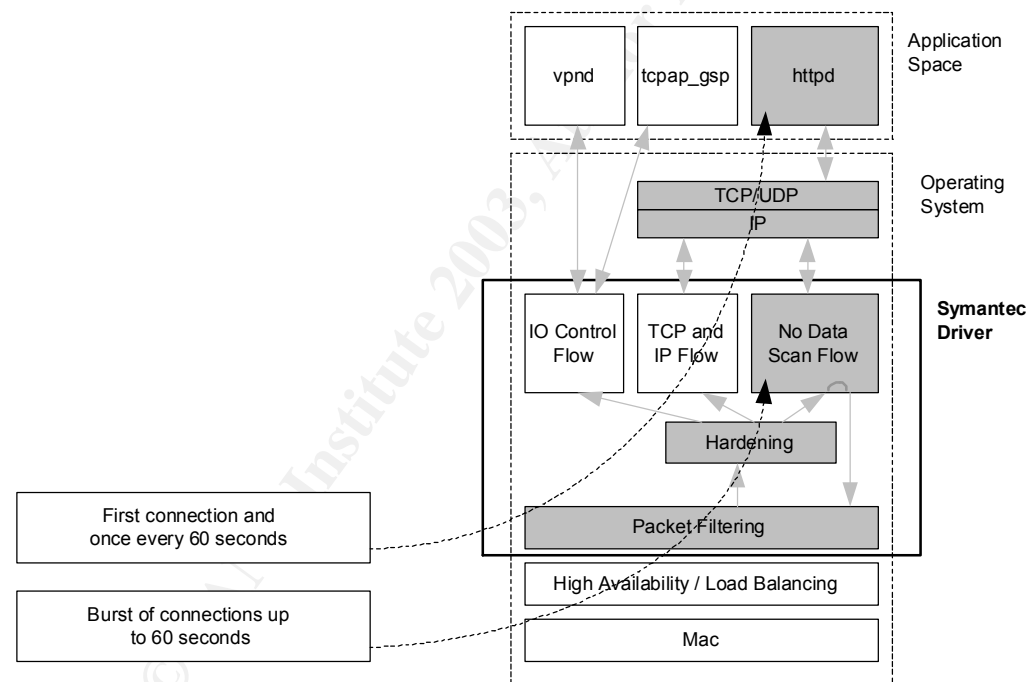 vpnd
tcpap_gsp
httpd
Application
Space
TCP/UDP
IP
Operating
System
IO Control
Flow
TCP and
IP Flow
No Data
Scan Flow
Symantec
Driver
Hardening
Packet Filtering
First connection and
once every 60 seconds
High Availability / Load Balancing
Burst of connections up
to 60 seconds
Mac
Institute 2003,